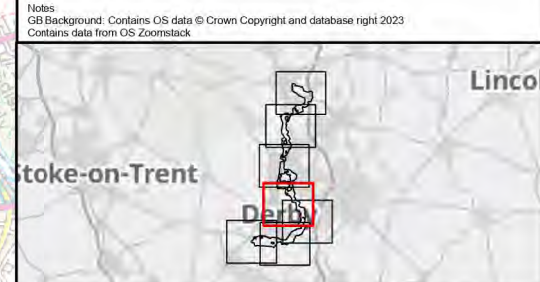 Notes
GB Background: Contains OS data © Crown Copyright and database right 2023
Contains data from OS Zoomstack
Linco
Stoke-on-Trent
Derby